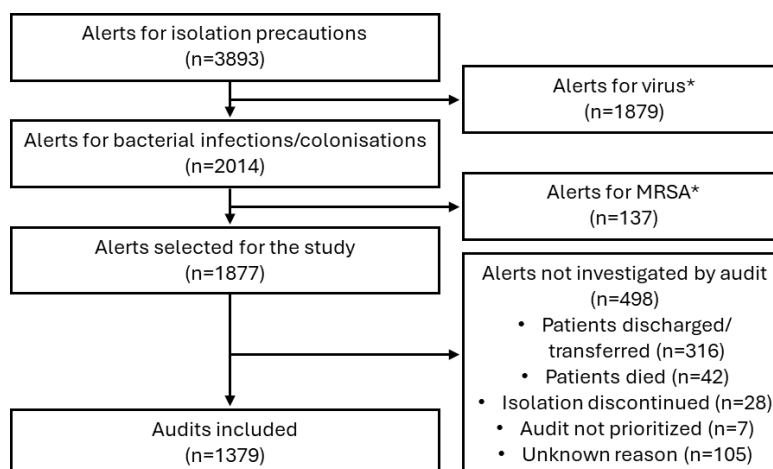 Alerts for isolation precautions
(n=3893)
Alerts for virus*
(n=1879)
Alerts for bacterial infections/colonisations
(n=2014)
Alerts for MRSA*
(n=137)
Alerts selected for the study
(n=1877)
Alerts not investigated by audit
(n=498)
• Patients discharged/
transferred (n=316)
• Patients died (n=42)
• Isolation discontinued (n=28)
• Audit not prioritized (n=7)
• Unknown reason (n=105)
Audits included
(n=1379)